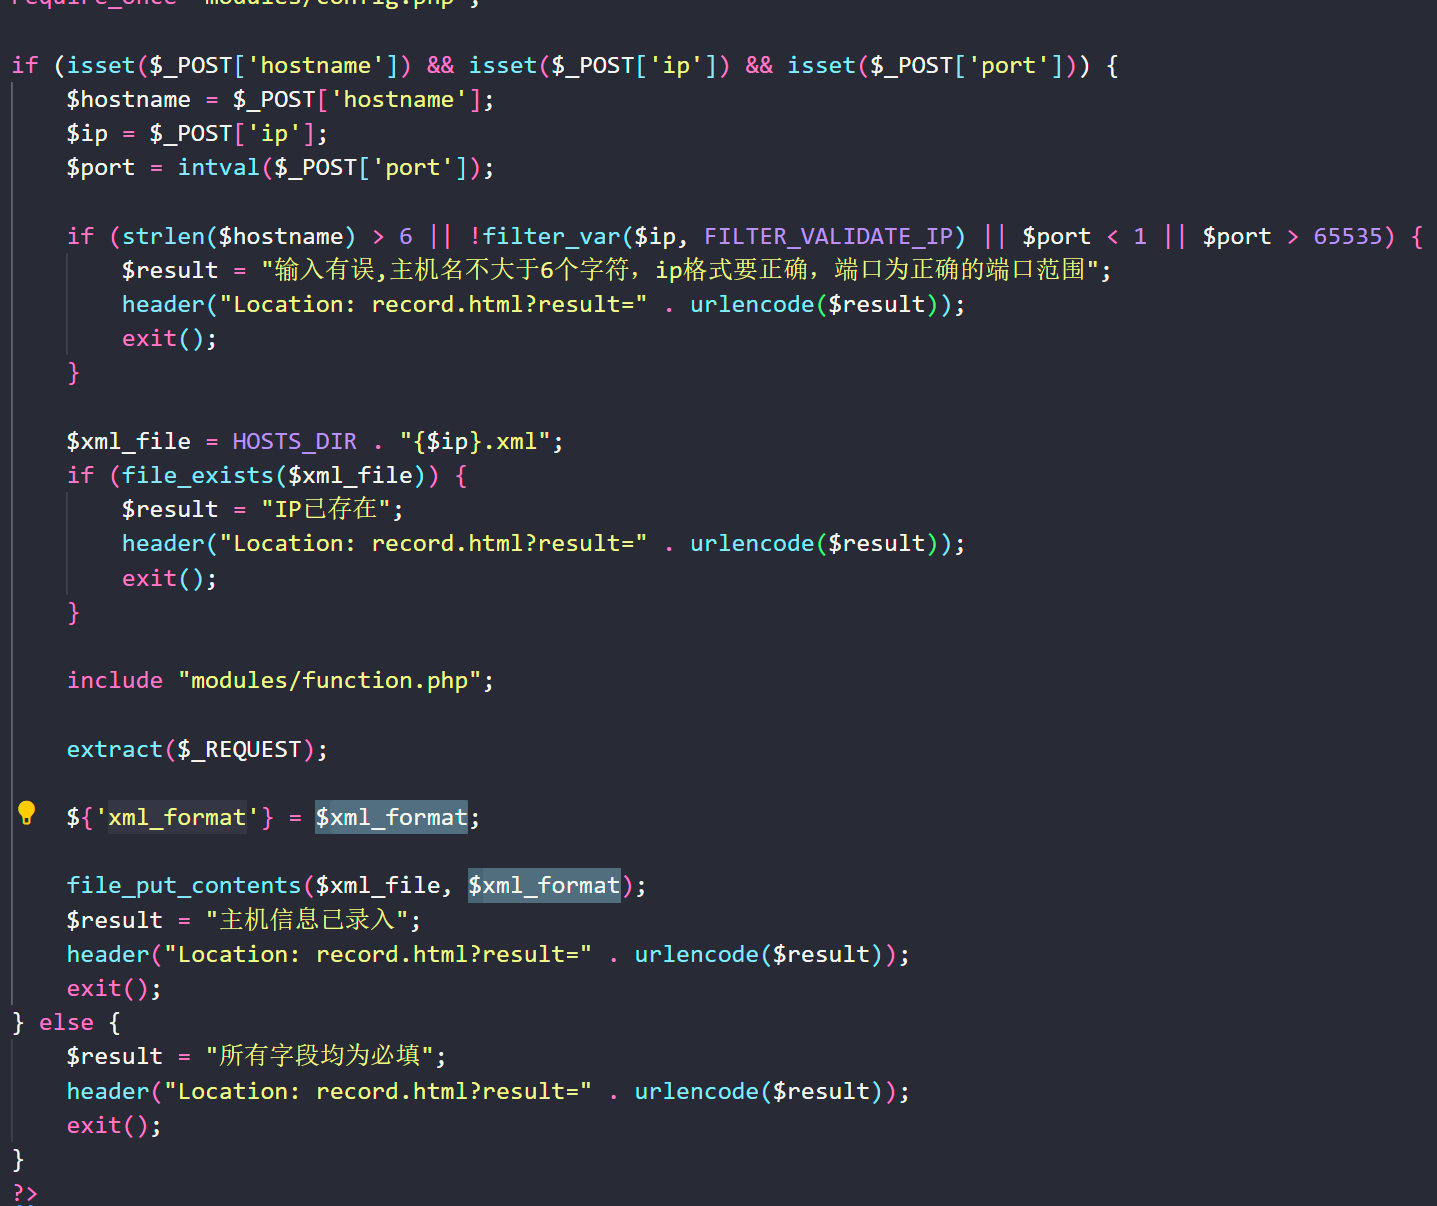 require_once "modules/config.php";
if (isset($_POST['hostname']) && isset($_POST['ip']) && isset($_POST['port'])) {
$hostname = $_POST['hostname'];
$ip = $_POST['ip'];
$port = intval($_POST['port']);
if (strlen($hostname) > 6 || !filter_var($ip, FILTER_VALIDATE_IP) || $port < 1 || $port > 65535) {
$result = "输入有误,主机名不大于6个字符，ip格式要正确，端口为正确的端口范围";
header("Location: record.html?result=" . urlencode($result));
exit();
}
$xml_file = HOSTS_DIR . "{$ip}.xml";
if (file_exists($xml_file)) {
$result = "IP已存在";
header("Location: record.html?result=" . urlencode($result));
exit();
}
include "modules/function.php";
extract($_REQUEST);
${'xml_format'} = $xml_format;
file_put_contents($xml_file, $xml_format);
$result = "主机信息已录入";
header("Location: record.html?result=" . urlencode($result));
exit();
} else {
$result = "所有字段均为必填";
header("Location: record.html?result=" . urlencode($result));
exit();
}
?>